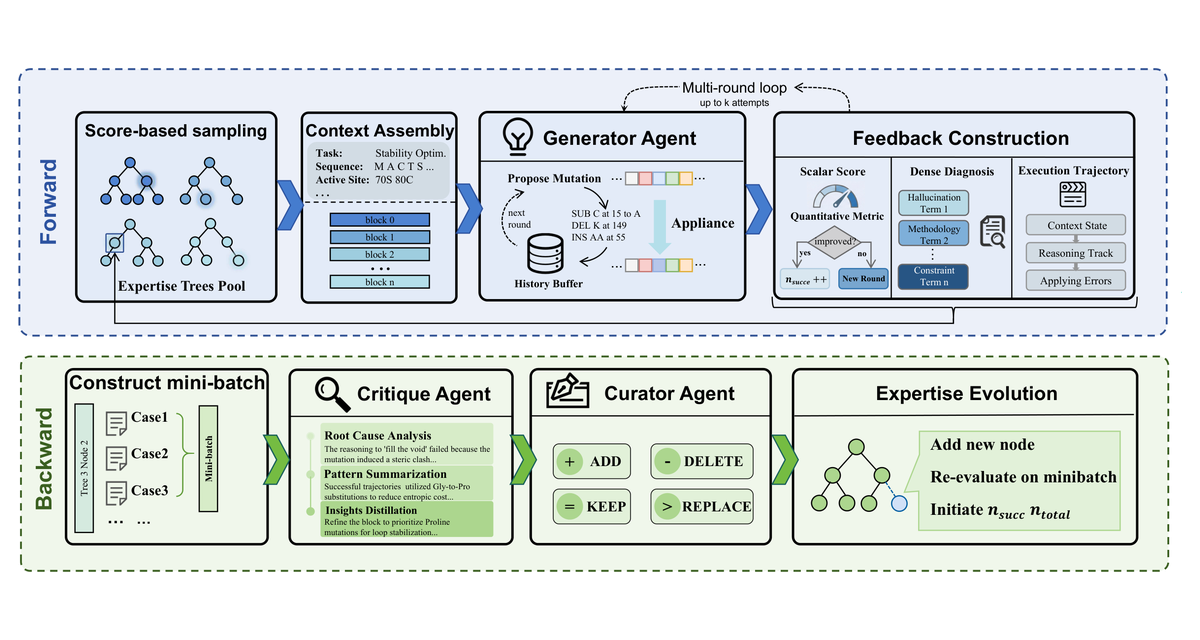 Forward
Multi-round loop
up to k attempts
Score-based sampling
Expertise Trees Pool
Context Assembly
Task: Stability Optim.
Sequence: M A C T S ...
Active Site: 70S 80C
...
block 0
block 1
block 2
...
block n
Generator Agent
Propose Mutation
next
round
SUB C at 15 to A
DEL K at 149
INS AA at 55
History Buffer
...
...
Appliance
...
...
Feedback Construction
Scalar Score
Quantitative Metric
improved?
yes
no
n_succe ++
New Round
Dense Diagnosis
Hallucination
Term 1
Methodology
Term 2
⋮
Constraint
Term n
Execution Trajectory
Context State
Reasoning Track
Applying Errors
Backward
Construct mini-batch
Tree 3 Node 2
Case1
Case2
Case3
... ...
Mini-batch
Critique Agent
Root Cause Analysis
The reasoning to 'fill the void' failed because the
mutation induced a steric clash...
Pattern Summarization
Successful trajectories utilized Gly-to-Pro
substitutions to reduce entropic cost...
Insights Distillation
Refine the block to prioritize Proline
mutations for loop stabilization...
Curator Agent
+ ADD
- DELETE
= KEEP
> REPLACE
Expertise Evolution
Add new node
Re-evaluate on minibatch
Initiate n_succ n_total